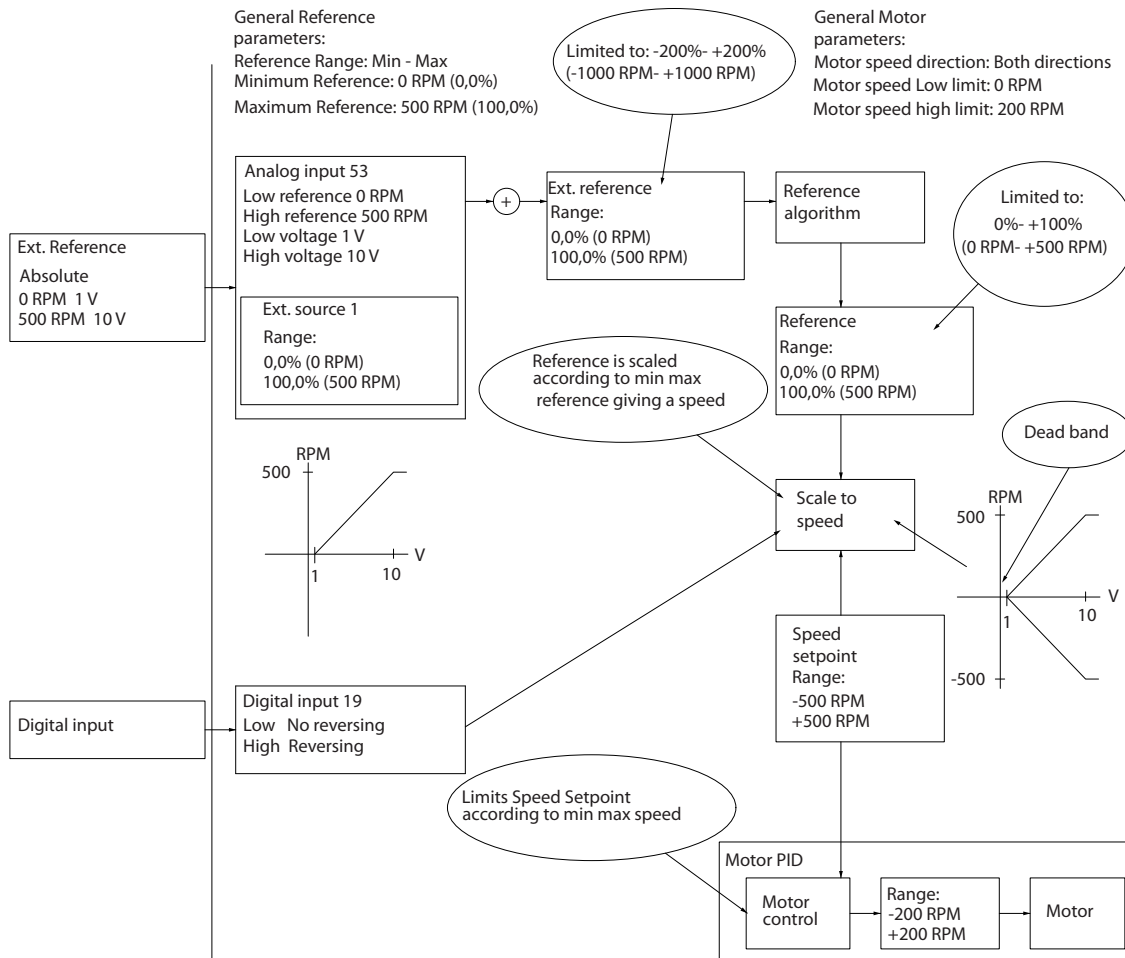 General Reference
parameters:
Reference Range: Min - Max
Minimum Reference: 0 RPM (0,0%)
Maximum Reference: 500 RPM (100,0%)
Limited to: -200%- +200%
(-1000 RPM- +1000 RPM)
General Motor
parameters:
Motor speed direction: Both directions
Motor speed Low limit: 0 RPM
Motor speed high limit: 200 RPM
Ext. Reference
Absolute
0 RPM 1 V
500 RPM 10 V
Analog input 53
Low reference 0 RPM
High reference 500 RPM
Low voltage 1 V
High voltage 10 V
Ext. source 1
Range:
0,0% (0 RPM)
100,0% (500 RPM)
+
Ext. reference
Range:
0,0% (0 RPM)
100,0% (500 RPM)
Reference
algorithm
Limited to:
0%- +100%
(0 RPM- +500 RPM)
Reference
Range:
0,0% (0 RPM)
100,0% (500 RPM)
Reference is scaled
according to min max
reference giving a speed
Dead band
RPM
500
V
1
10
Scale to
speed
RPM
500
V
1
10
-500
Speed
setpoint
Range:
-500 RPM
+500 RPM
Digital input
Digital input 19
Low No reversing
High Reversing
Limits Speed Setpoint
according to min max speed
Motor PID
Motor
control
Range:
-200 RPM
+200 RPM
Motor